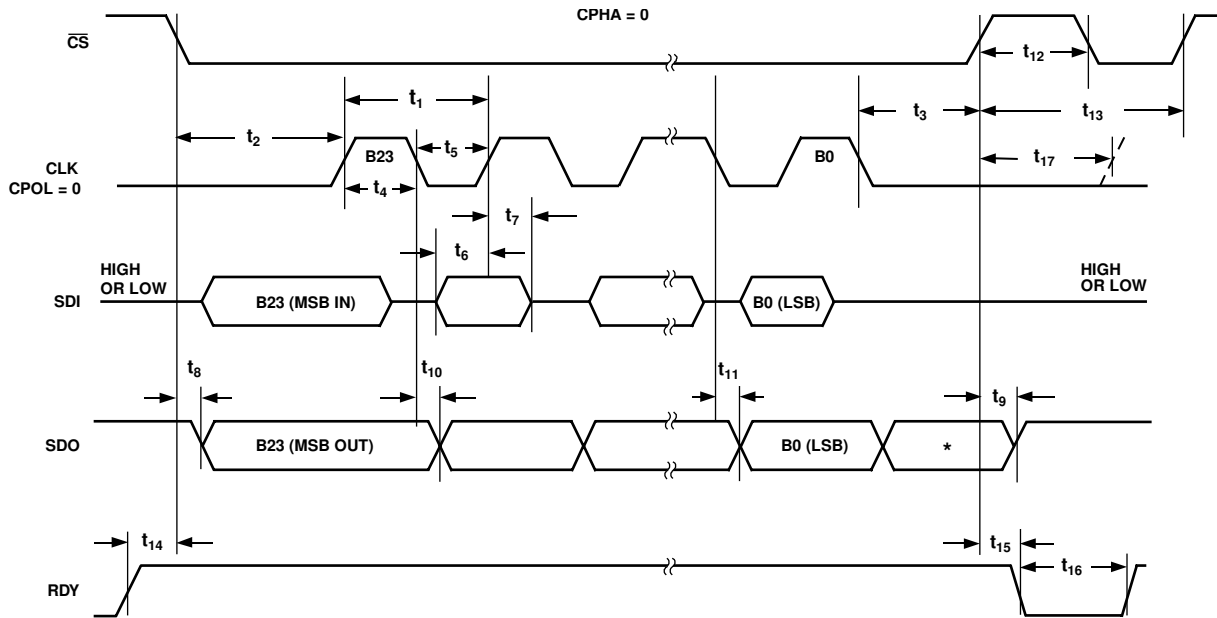 CPHA = 0
CS
t12
t1
t3
t13
t2
B23
t5
B0
t17
CLK
CPOL = 0
t4
t7
t6
HIGH
OR LOW
HIGH
OR LOW
SDI
B23 (MSB IN)
B0 (LSB)
t8
t10
t11
t9
SDO
B23 (MSB OUT)
B0 (LSB)
*
t14
t15
t16
RDY